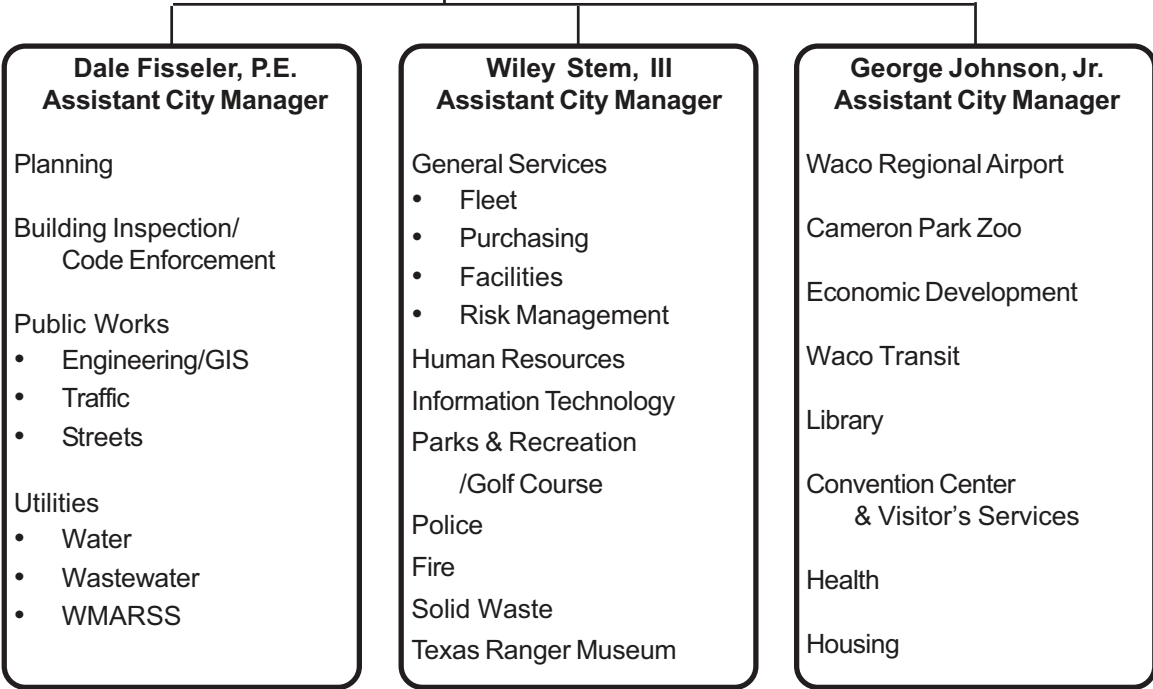 Dale Fisseler, P.E.
Assistant City Manager
Planning
Building Inspection/
Code Enforcement
Public Works
• Engineering/GIS
• Traffic
• Streets
Utilities
• Water
• Wastewater
• WMARSS
Wiley Stem, III
Assistant City Manager
General Services
• Fleet
• Purchasing
• Facilities
• Risk Management
Human Resources
Information Technology
Parks & Recreation
/Golf Course
Police
Fire
Solid Waste
Texas Ranger Museum
George Johnson, Jr.
Assistant City Manager
Waco Regional Airport
Cameron Park Zoo
Economic Development
Waco Transit
Library
Convention Center
& Visitor's Services
Health
Housing